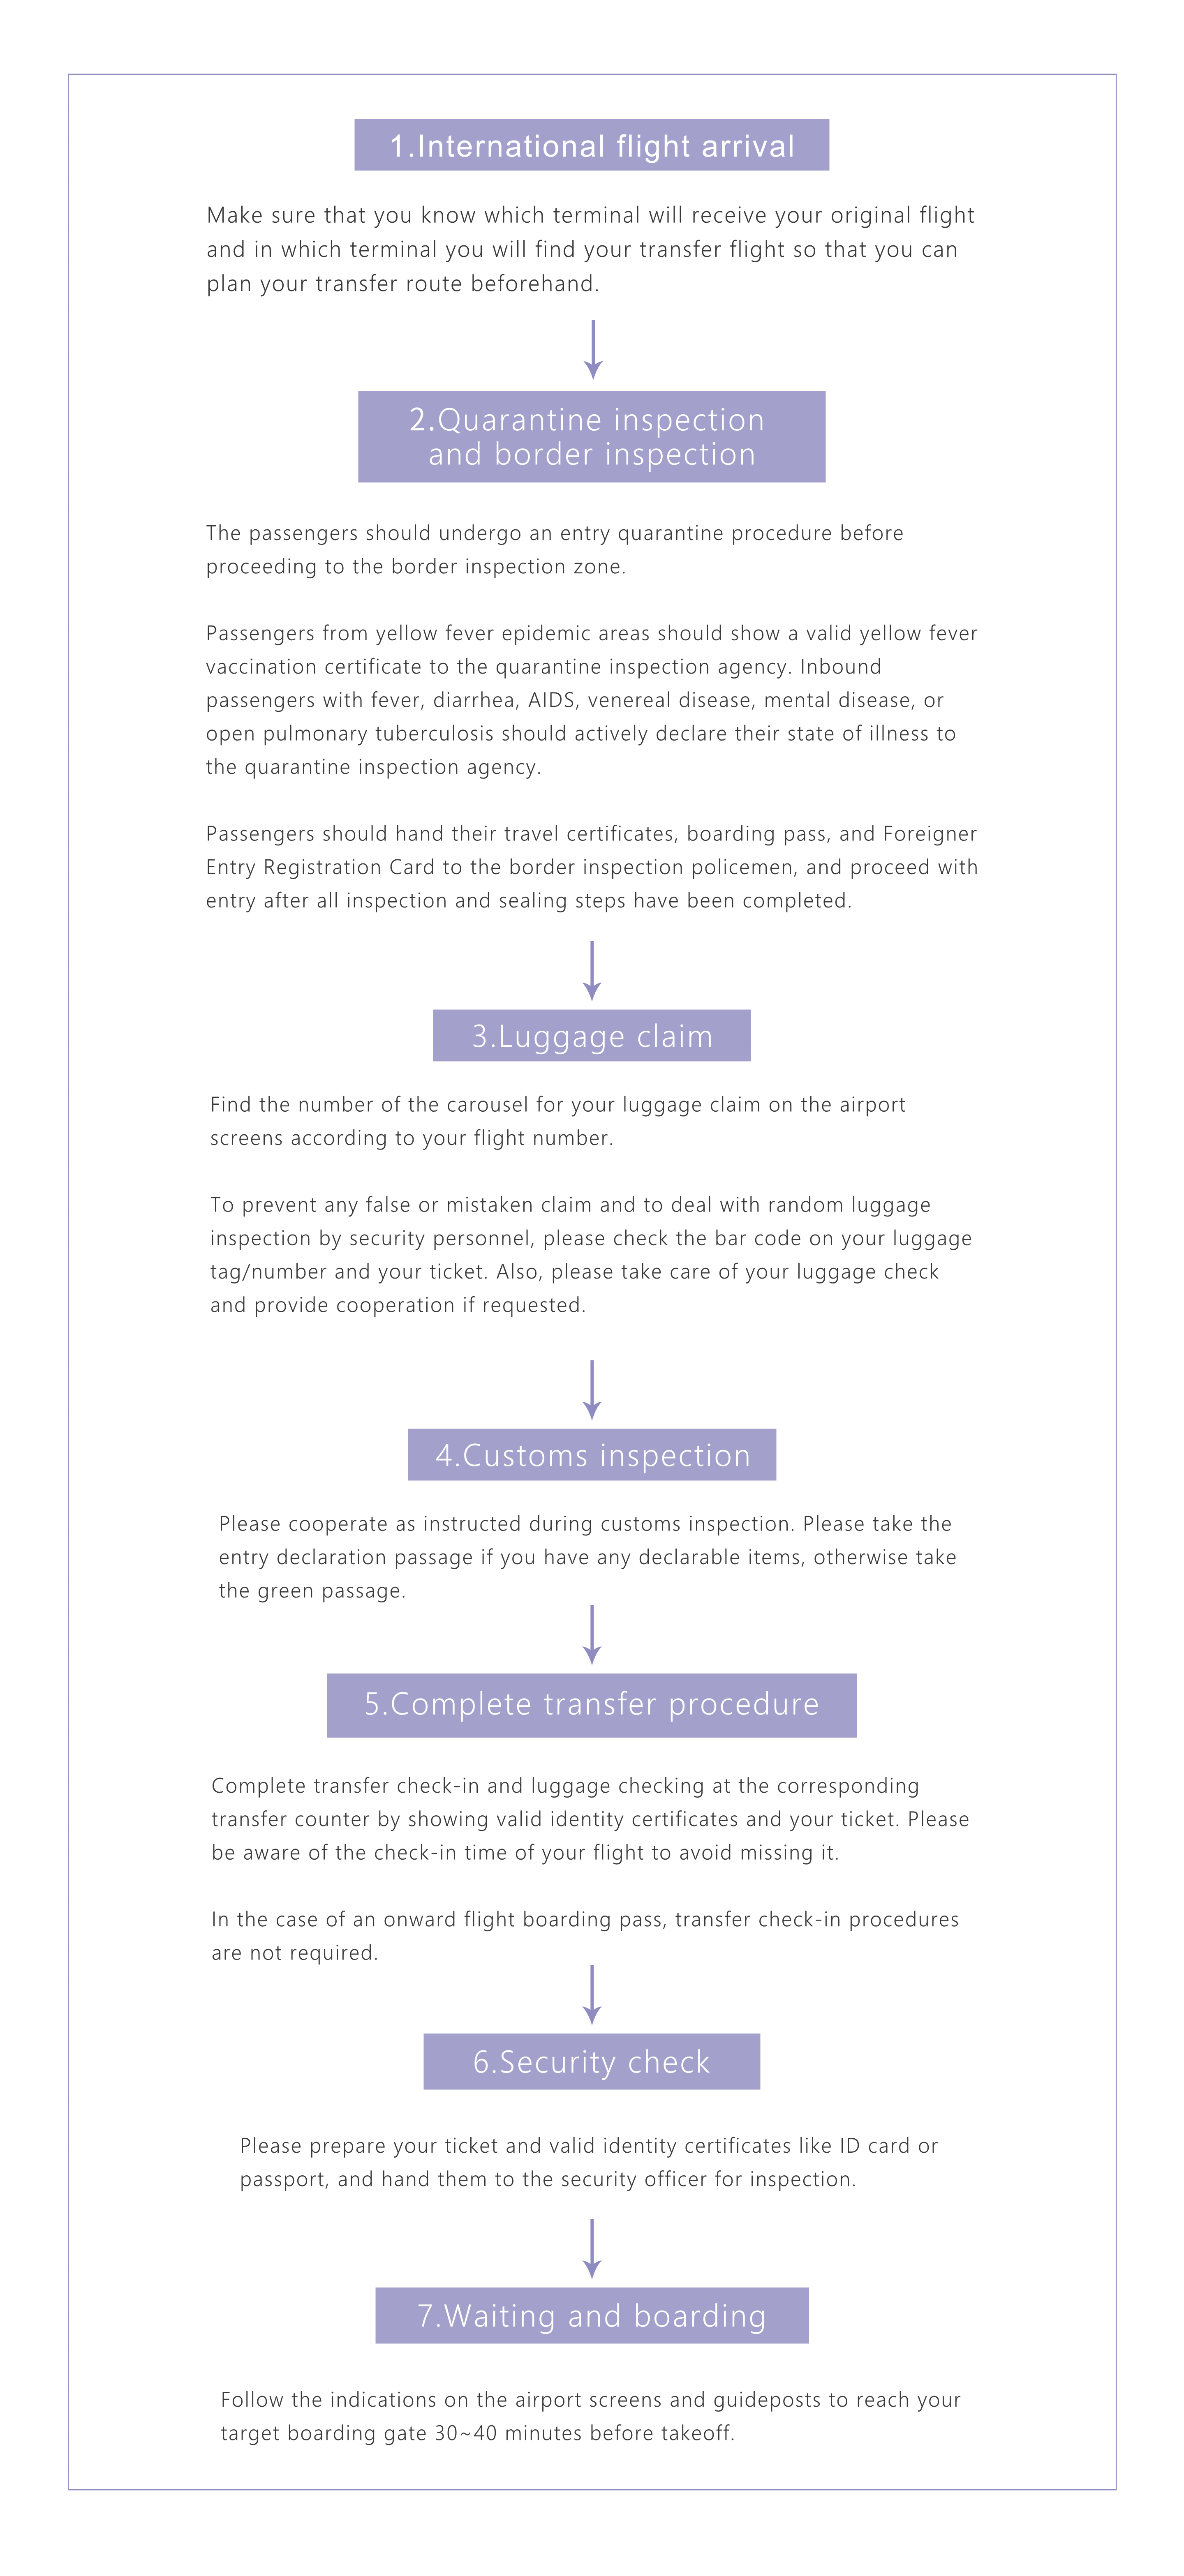 1.International flight arrival
Make sure that you know which terminal will receive your original flight
and in which terminal you will find your transfer flight so that you can
plan your transfer route beforehand.
2.Quarantine inspection
and border inspection
The passengers should undergo an entry quarantine procedure before
proceeding to the border inspection zone.
Passengers from yellow fever epidemic areas should show a valid yellow fever
vaccination certificate to the quarantine inspection agency. Inbound
passengers with fever, diarrhea, AIDS, venereal disease, mental disease, or
open pulmonary tuberculosis should actively declare their state of illness to
the quarantine inspection agency.
Passengers should hand their travel certificates, boarding pass, and Foreigner
Entry Registration Card to the border inspection policemen, and proceed with
entry after all inspection and sealing steps have been completed.
3.Luggage claim
Find the number of the carousel for your luggage claim on the airport
screens according to your flight number.
To prevent any false or mistaken claim and to deal with random luggage
inspection by security personnel, please check the bar code on your luggage
tag/number and your ticket. Also, please take care of your luggage check
and provide cooperation if requested.
4.Customs inspection
Please cooperate as instructed during customs inspection. Please take the
entry declaration passage if you have any declarable items, otherwise take
the green passage.
5.Complete transfer procedure
Complete transfer check-in and luggage checking at the corresponding
transfer counter by showing valid identity certificates and your ticket. Please
be aware of the check-in time of your flight to avoid missing it.
In the case of an onward flight boarding pass, transfer check-in procedures
are not required.
6.Security check
Please prepare your ticket and valid identity certificates like ID card or
passport, and hand them to the security officer for inspection.
7.Waiting and boarding
Follow the indications on the airport screens and guideposts to reach your
target boarding gate 30~40 minutes before takeoff.